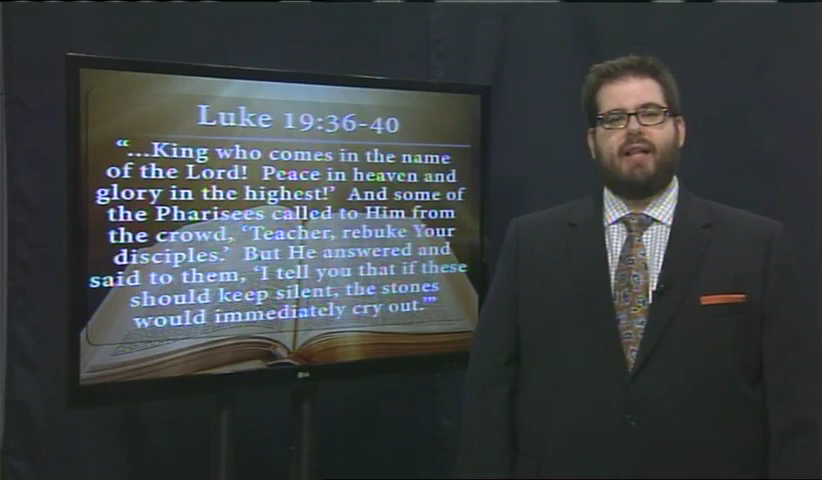 Luke 19:36-40
“...King who comes in the name
of the Lord! Peace in heaven and
glory in the highest!’ And some of
the Pharisees called to Him from
the crowd, ‘Teacher, rebuke Your
disciples.’ But He answered and
said to them, ‘I tell you that if these
should keep silent, the stones
would immediately cry out.’”
LG